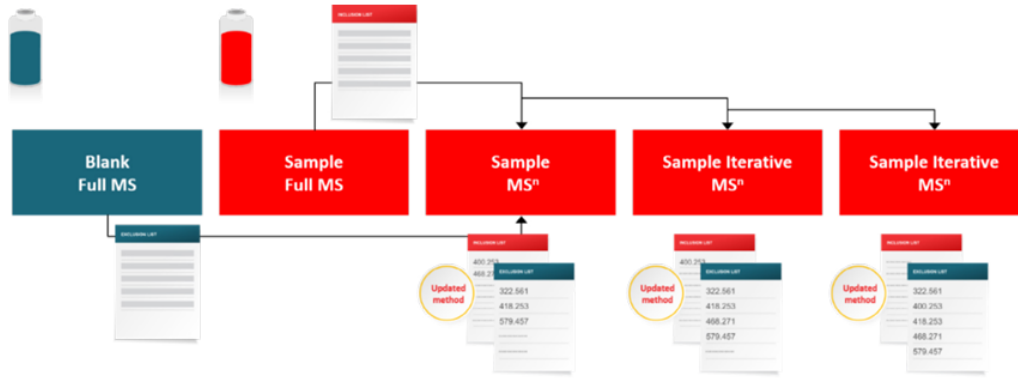 INCLUSION LIST
Blank
Full MS
Sample
Full MS
Sample
MSⁿ
Sample Iterative
MSⁿ
Sample Iterative
MSⁿ
EXCLUSION LIST
INCLUSION LIST
400.253
Updated
method
EXCLUSION LIST
322.561
418.253
579.457
INCLUSION LIST
400.253
Updated
method
EXCLUSION LIST
322.561
418.253
468.271
579.457
INCLUSION LIST
Updated
method
EXCLUSION LIST
322.561
400.253
418.253
468.271
579.457